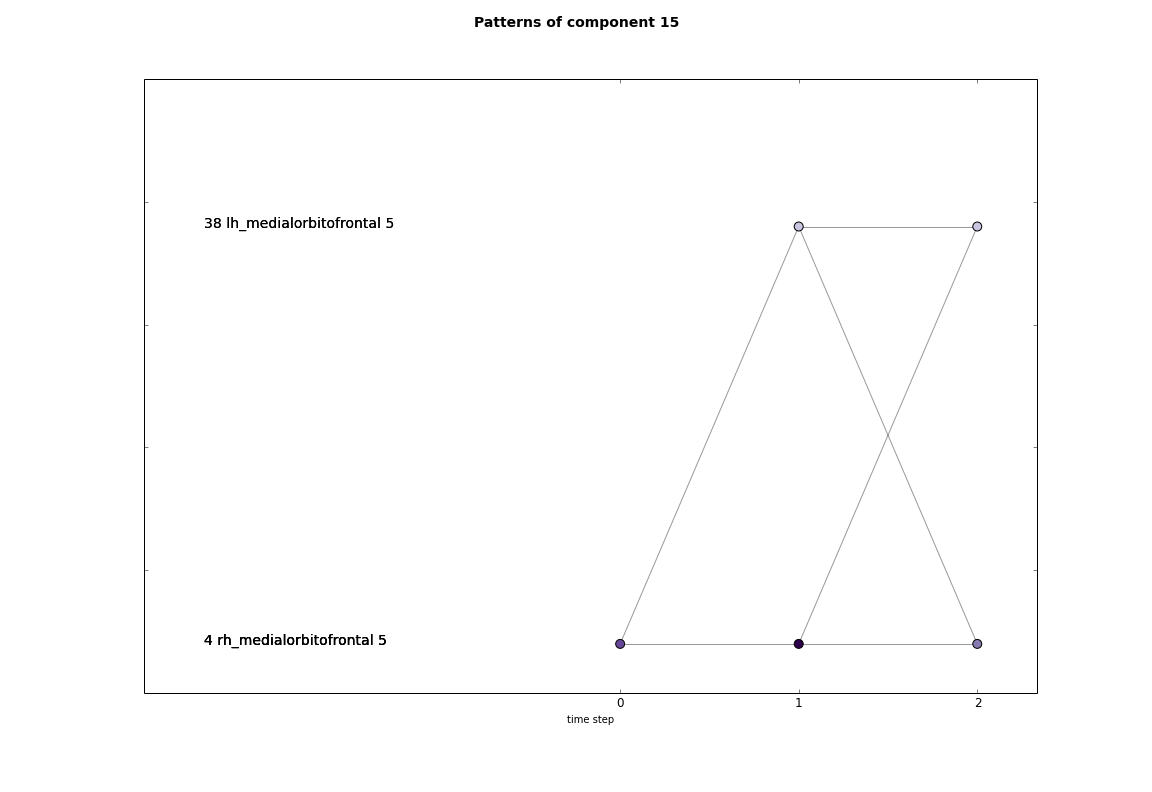 Patterns of component 15
38 lh_medialorbitofrontal 5
4 rh_medialorbitofrontal 5
0 1 2
time step